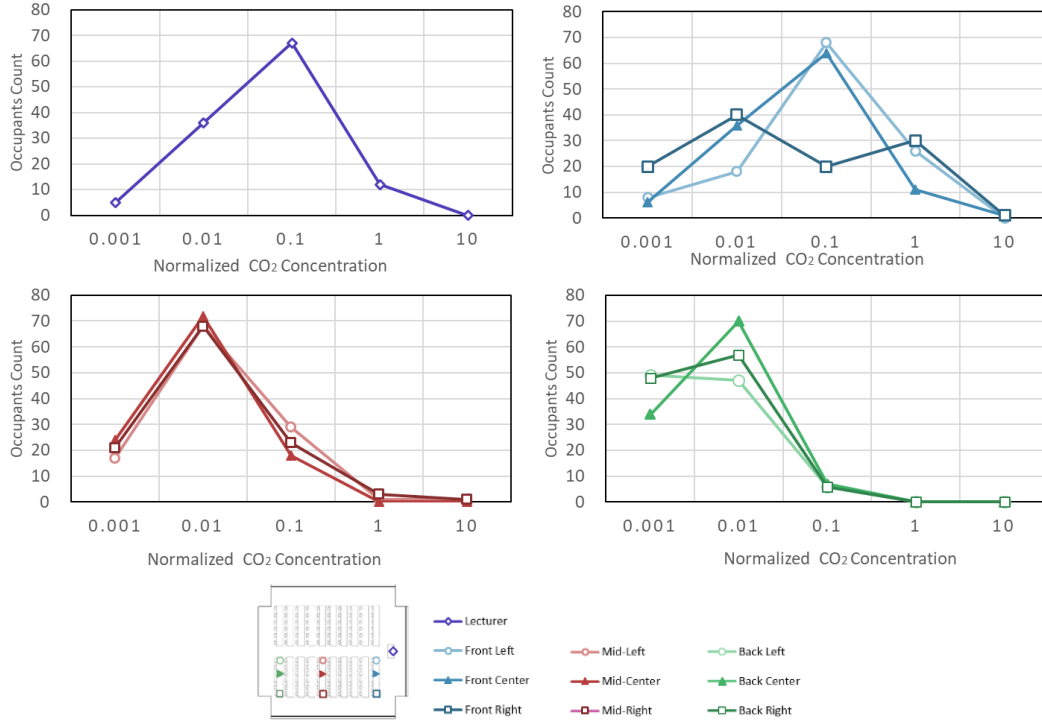 80
70
60
50
40
30
20
10
0
Occupants Count
0.001 0.01 0.1 1 10
Normalized CO2 Concentration
80
70
60
50
40
30
20
10
0
Occupants Count
0.001 0.01 0.1 1 10
Normalized CO2 Concentration
80
70
60
50
40
30
20
10
0
Occupants Count
0.001 0.01 0.1 1 10
Normalized CO2 Concentration
80
70
60
50
40
30
20
10
0
Occupants Count
0.001 0.01 0.1 1 10
Normalized CO2 Concentration
Lecturer
Front Left Mid-Left Back Left
Front Center Mid-Center Back Center
Front Right Mid-Right Back Right